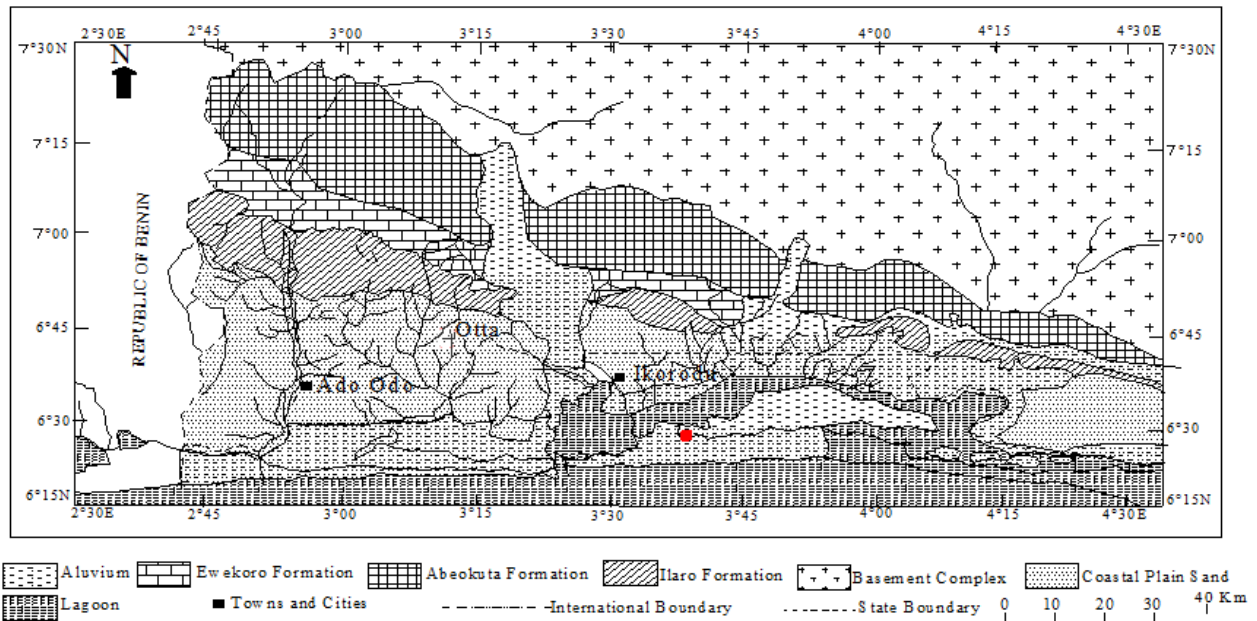 2°30E 2°45 3°00 3°15 3°30 3°45 4°00 4°15 4°30E
7°30N 7°30N
N
7°15 7°15
REPUBLIC OF BENIN
7°00 7°00
6°45 6°45
Otta
Ado Odo
Ikorodu
6°30 6°30
6°15N 6°15N
2°30E 2°45 3°00 3°15 3°30 3°45 4°00 4°15 4°30E
Aluvium Ewekoro Formation Abeokuta Formation Ilaro Formation Basement Complex Coastal Plain Sand
Lagoon Towns and Cities International Boundary State Boundary 0 10 20 30 40 Km